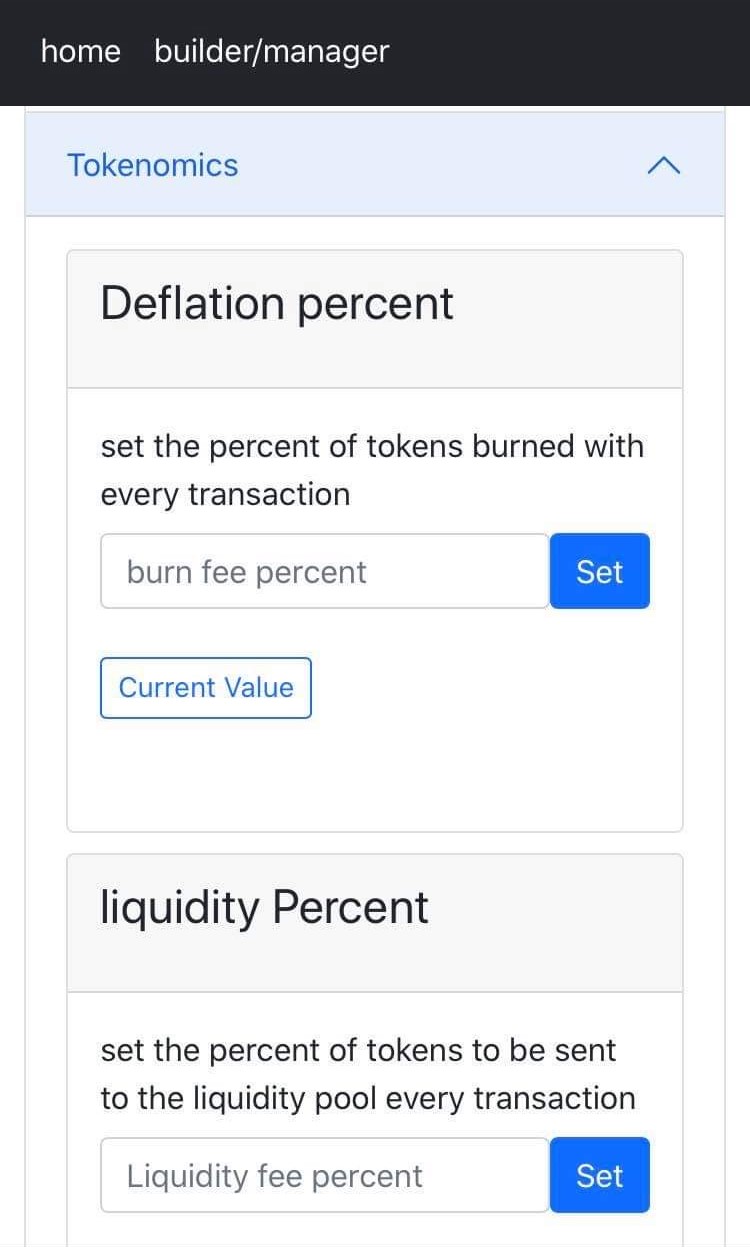 home builder/manager
Tokenomics
Deflation percent
set the percent of tokens burned with
every transaction
burn fee percent Set
Current Value
liquidity Percent
set the percent of tokens to be sent
to the liquidity pool every transaction
Liquidity fee percent Set